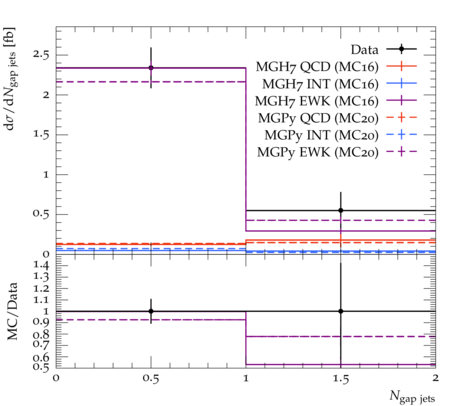 dσ/dN_gap jets [fb]
2.5
2
1.5
1
0.5
0
Data
MGH7 QCD (MC16)
MGH7 INT (MC16)
MGH7 EWK (MC16)
MGPy QCD (MC20)
MGPy INT (MC20)
MGPy EWK (MC20)
MC/Data
1.4
1.3
1.2
1.1
1
0.9
0.8
0.7
0.6
0.5
0 0.5 1 1.5 2
N_gap jets